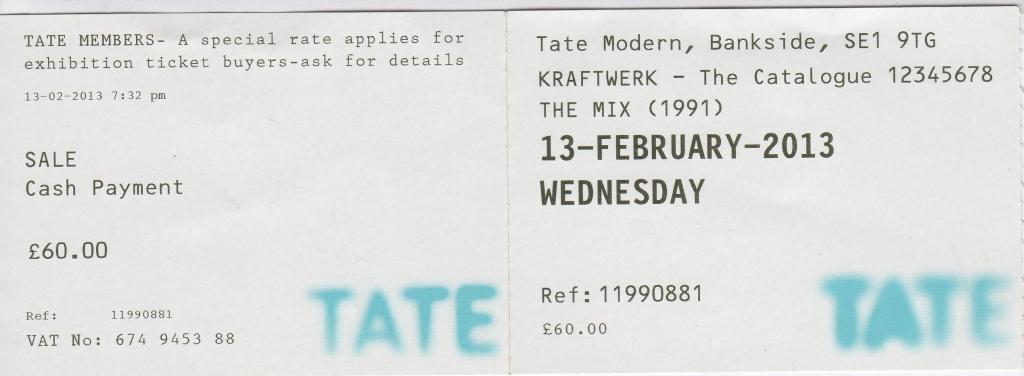 TATE MEMBERS- A special rate applies for
exhibition ticket buyers-ask for details
13-02-2013 7:32 pm
SALE
Cash Payment
£60.00
Ref: 11990881
VAT No: 674 9453 88
TATE
Tate Modern, Bankside, SE1 9TG
KRAFTWERK - The Catalogue 12345678
THE MIX (1991)
13-FEBRUARY-2013
WEDNESDAY
Ref: 11990881
£60.00
TATE